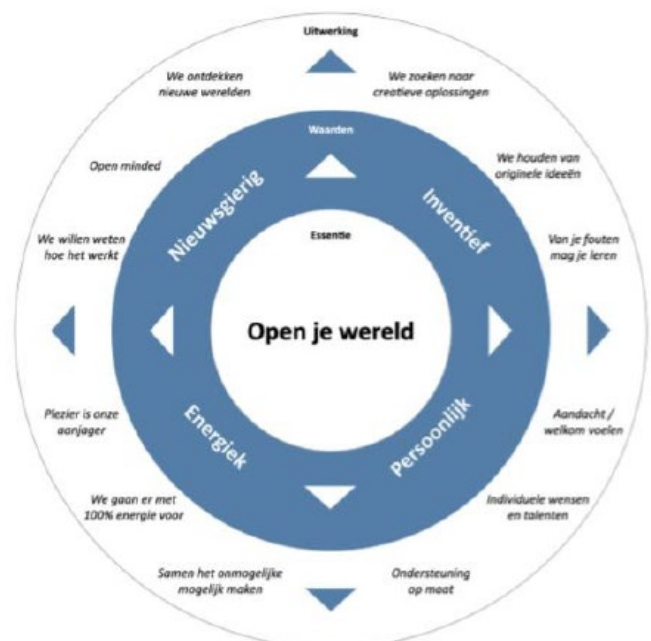 Uitwerking
We ontdekken
nieuwe werelden
We zoeken naar
creatieve oplossingen
Waarden
Open minded
We houden van
originele ideeën
Nieuwsgierig
Inventief
We willen weten
hoe het werkt
Essentie
Van je fouten
mag je leren
Open je wereld
Plezier is onze
aanjager
Energiek
Persoonlijk
Aandacht /
welkom voelen
We gaan er met
100% energie voor
Individuele wensen
en talenten
Samen het onmogelijke
mogelijk maken
Ondersteuning
op maat